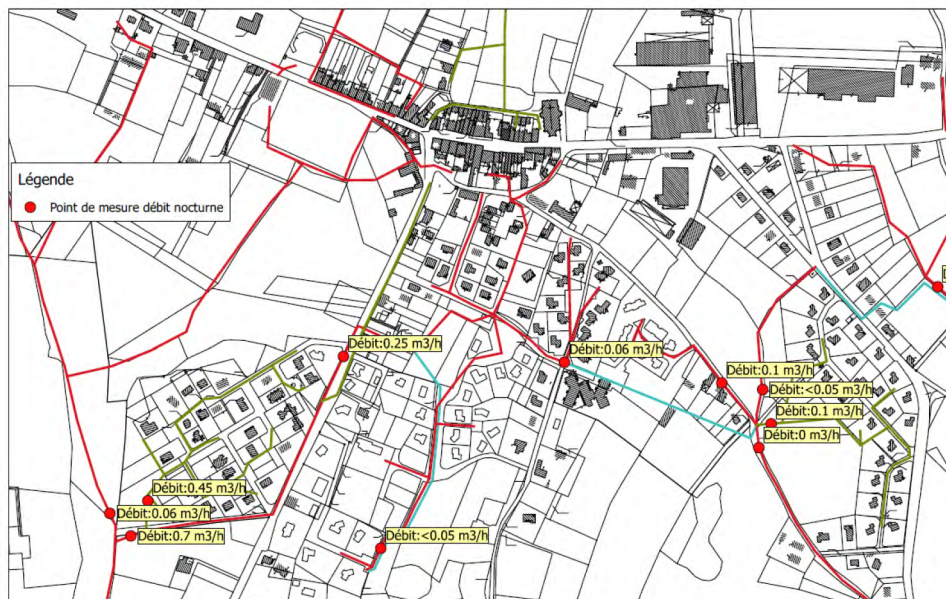 Légende
Point de mesure débit nocturne
Débit:0.25 m3/h
Débit:0.06 m3/h
Débit:0.1 m3/h
Débit:<0.05 m3/h
Débit:0.1 m3/h
Débit:0 m3/h
Débit:0.45 m3/h
Débit:0.06 m3/h
Débit:0.7 m3/h
Débit:<0.05 m3/h